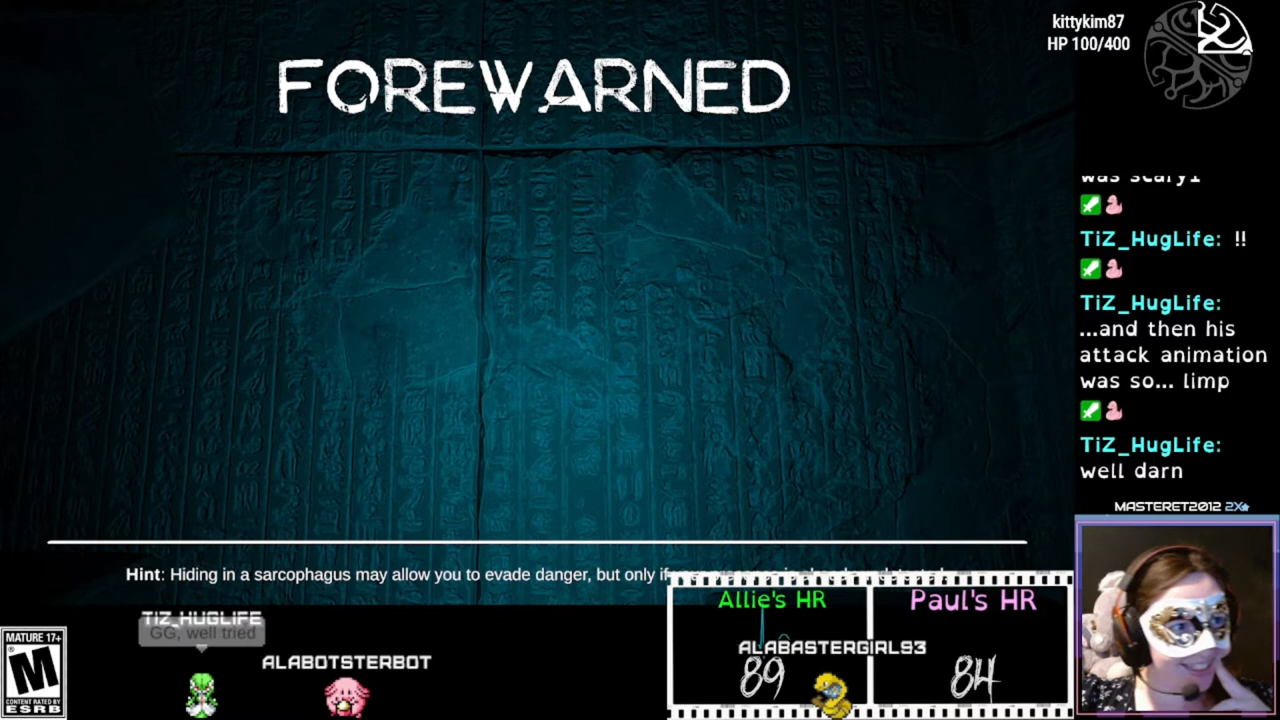 FOREWARNED
kittykim87
HP 100/400
TiZ_HugLife: !!
TiZ_HugLife:
...and then his
attack animation
was so... limp
TiZ_HugLife:
well darn
MASTERET2012 2X
Hint: Hiding in a sarcophagus may allow you to evade danger, but only if
Allie's HR
Paul's HR
TIZ_HUGLIFE
GG, well tried
ALABOTSTERBOT
ALABASTERGIRL93
89
84
MATURE 17+
M
CONTENT RATED BY
ESRB